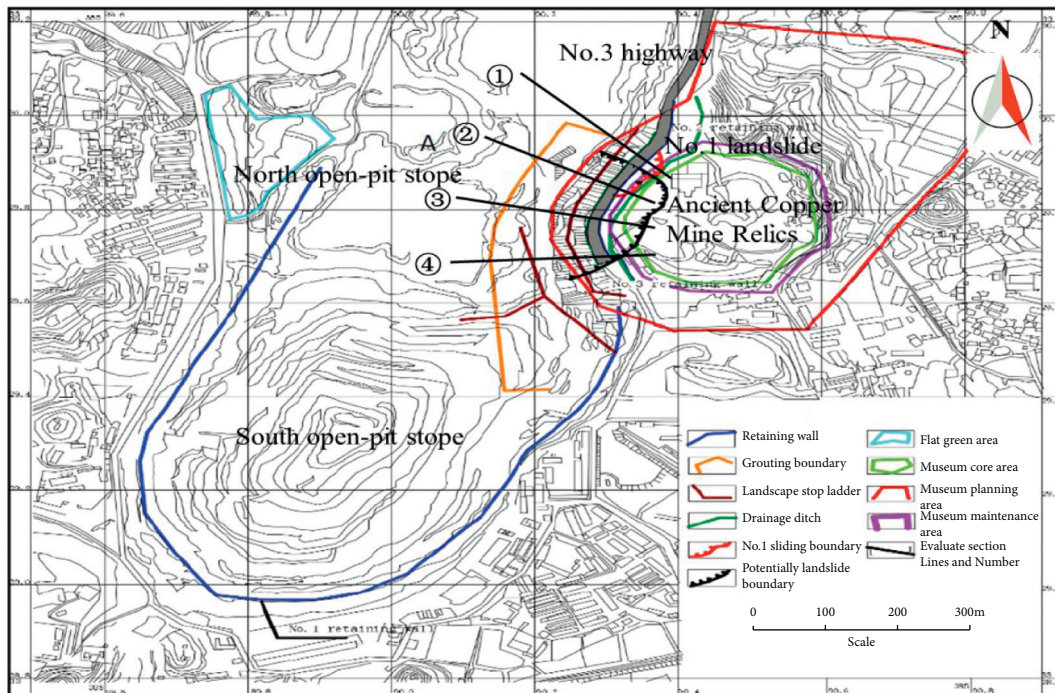 N
No.3 highway
①
②
A
③
④
No.1 landslide
North open-pit stope
Ancient Copper
Mine Relics
No.3 retaining wall
South open-pit stope
No.1 retaining wall
Retaining wall
Grouting boundary
Landscape stop ladder
Drainage ditch
No.1 sliding boundary
Potentially landslide
boundary
Flat green area
Museum core area
Museum planning
area
Museum maintenance
area
Evaluate section
Lines and Number
0 100 200 300m
Scale